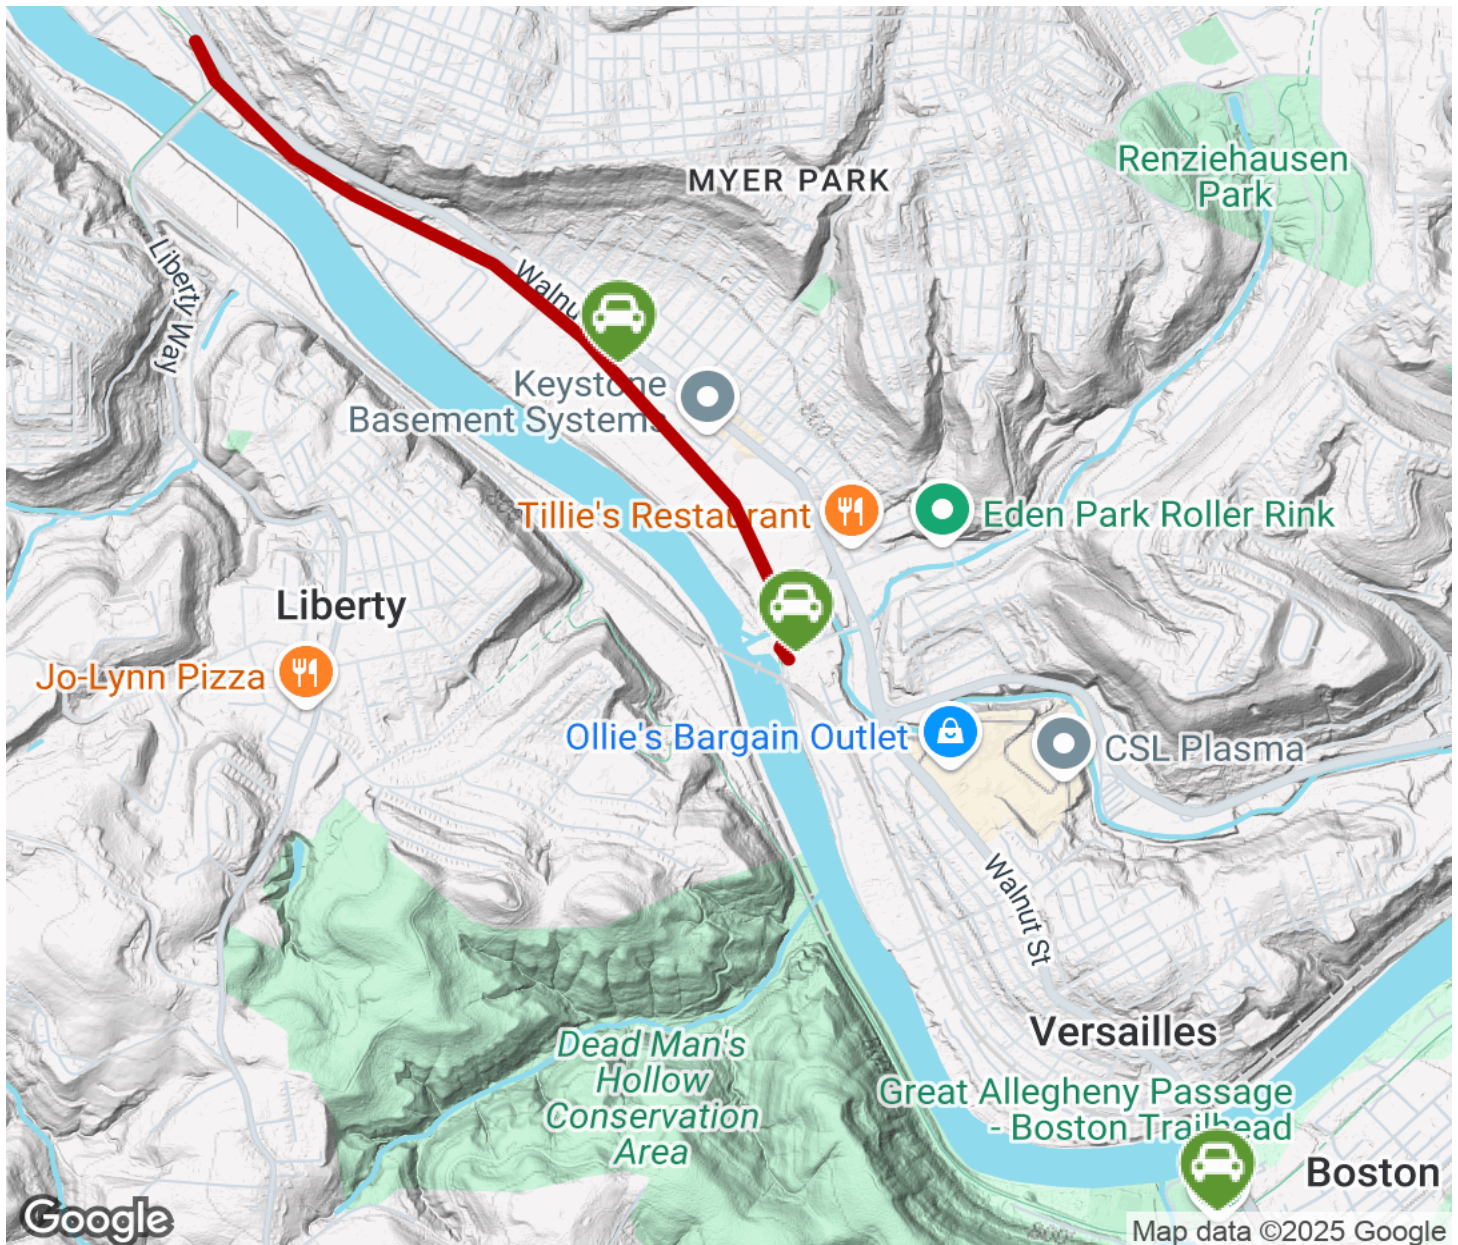 MYER PARK
Renziehausen
Park
Liberty Way
Walnu
Keystone
Basement Systems
Tillie's Restaurant
Eden Park Roller Rink
Liberty
Jo-Lynn Pizza
Ollie's Bargain Outlet
CSL Plasma
Walnut St
Versailles
Dead Man's
Hollow
Conservation
Area
Great Allegheny Passage
- Boston Trailhead
Boston
Google
Map data ©2025 Google